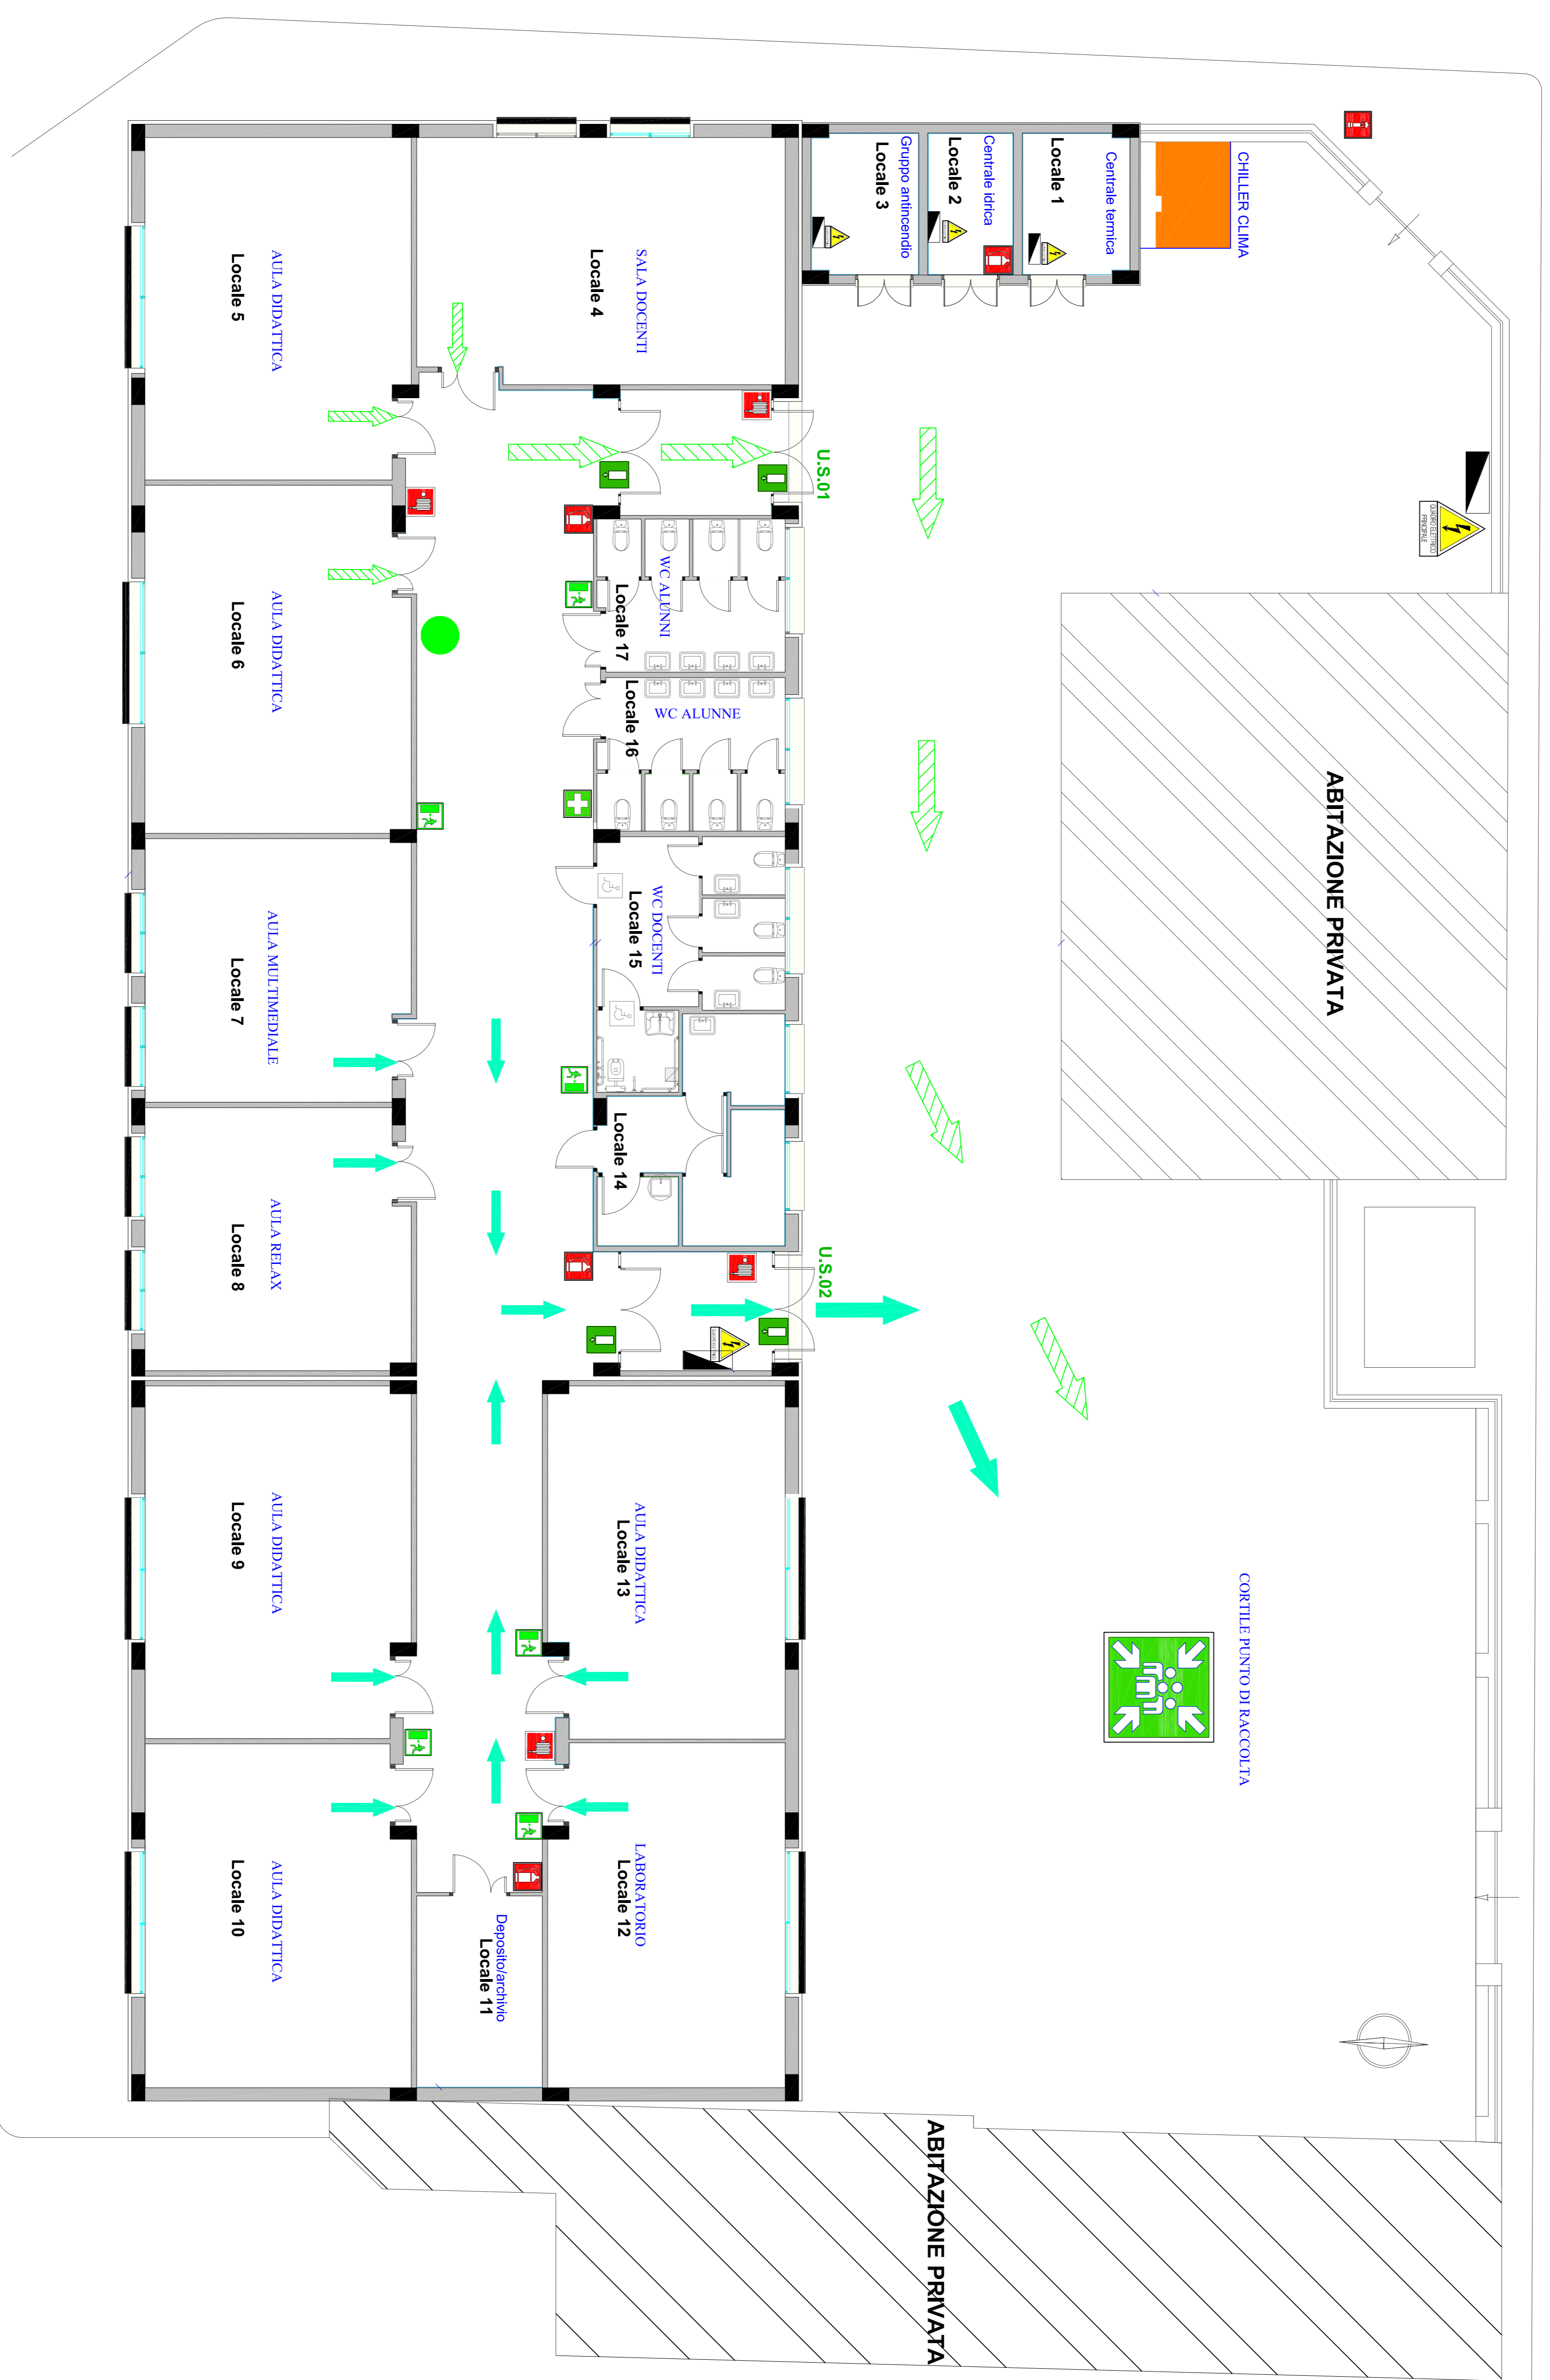 CHILLER CLIMA
Centrale termica
Locale 1
Centrale idrica
Locale 2
Gruppo antincendio
Locale 3
QUADRO ELETTRICO
PRINCIPALE
SALA DOCENTI
Locale 4
AULA DIDATTICA
Locale 5
U.S.01
ABITAZIONE PRIVATA
WC ALUNNI
Locale 17
AULA DIDATTICA
Locale 6
WC ALUNNE
Locale 16
WC DOCENTI
Locale 15
AULA MULTIMEDIALE
Locale 7
Locale 14
AULA RELAX
Locale 8
U.S.02
CORTILE PUNTO DI RACCOLTA
AULA DIDATTICA
Locale 13
AULA DIDATTICA
Locale 9
LABORATORIO
Locale 12
Deposito/archivio
Locale 11
AULA DIDATTICA
Locale 10
ABITAZIONE PRIVATA